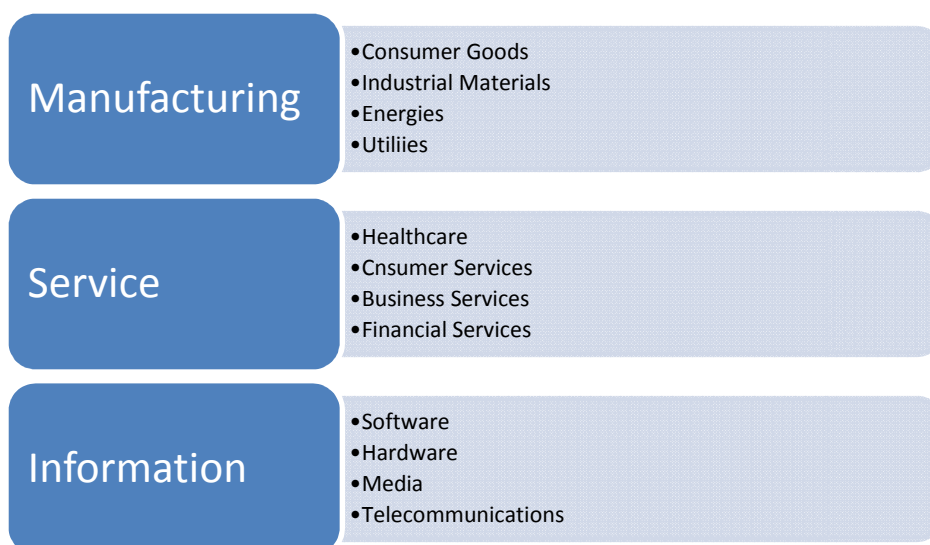 Manufacturing
•Consumer Goods
•Industrial Materials
•Energies
•Utiliies
Service
•Healthcare
•Cnsumer Services
•Business Services
•Financial Services
Information
•Software
•Hardware
•Media
•Telecommunications